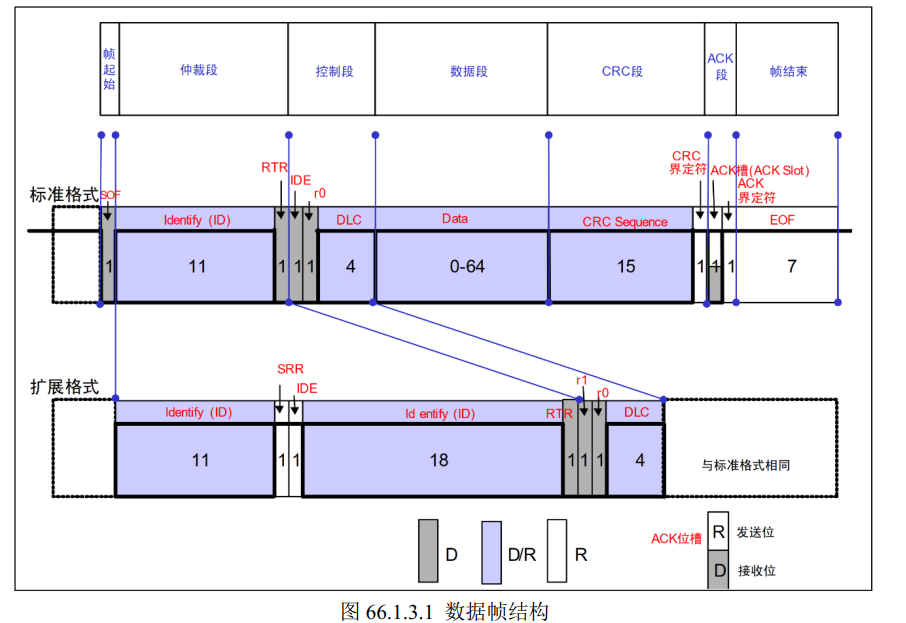 帧起始 仲裁段 控制段 数据段 CRC段 ACK段 帧结束
标准格式
SOF RTR IDE r0 CRC界定符 ACK槽(ACK Slot) ACK界定符
Identify (ID) DLC Data CRC Sequence EOF
1 11 1 1 1 4 0-64 15 1 1 1 7
扩展格式
SRR IDE r1 r0
Identify (ID) Id entify (ID) RTR DLC
11 1 1 18 1 1 1 4 与标准格式相同
D D/R R ACK位槽 R 发送位
D 接收位
图 66.1.3.1 数据帧结构